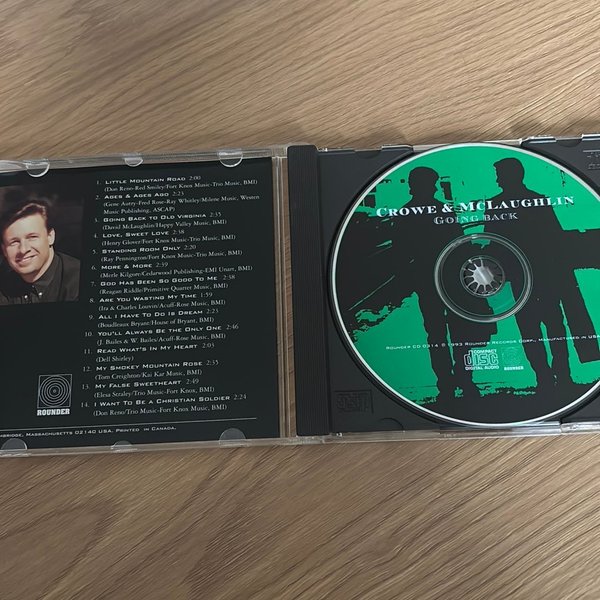 1. Little Mountain Road 2:00
(Don Reno-Red Smiley/Fort Knox Music-Trio Music, BMI)
2. Ages & Ages Ago 2:23
(Gene Autry-Fred Rose-Ray Whitley/Milene Music, Western
Music Publishing, ASCAP)
3. Going Back to Old Virginia 2:35
(David McLaughlin/Happy Valley Music, BMI)
4. Love, Sweet Love 2:38
(Henry Glover/Fort Knox Music-Trio Music, BMI)
5. Standing Room Only 2:20
(Ray Pennington/Fort Knox Music-Trio Music, BMI)
6. More & More 2:39
(Merle Kilgore/Cedarwood Publishing-EMI Unart, BMI)
7. God Has Been So Good to Me 2:38
(Reagan Riddle/Primitive Quartet Music, BMI)
8. Are You Wasting My Time 1:59
(Ira & Charles Louvin/Acuff-Rose Music, BMI)
9. All I Have To Do Is Dream 2:23
(Boudleaux Bryant/House of Bryant, BMI)
10. You'll Always Be the Only One 2:46
(J. Bailes & W. Bailes/Acuff-Rose Music, BMI)
11. Read What's In My Heart 2:03
(Dell Shirley)
12. My Smokey Mountain Rose 2:35
(Tom Creighton/Kai Kar Music, BMI)
13. My False Sweetheart 2:49
(Elesa Straley/Trio Music-Fort Knox, BMI)
14. I Want To Be a Christian Soldier 2:24
(Don Reno/Trio Music-Fort Knox, BMI)
ROUNDER
bridge, Massachusetts 02140 USA. Printed in Canada.
Crowe & McLaughlin
Going Back
Rounder CD 0314 © 1993 Rounder Records Corp., Manufactured in USA
COMPACT
disc
DIGITAL AUDIO
ROUNDER